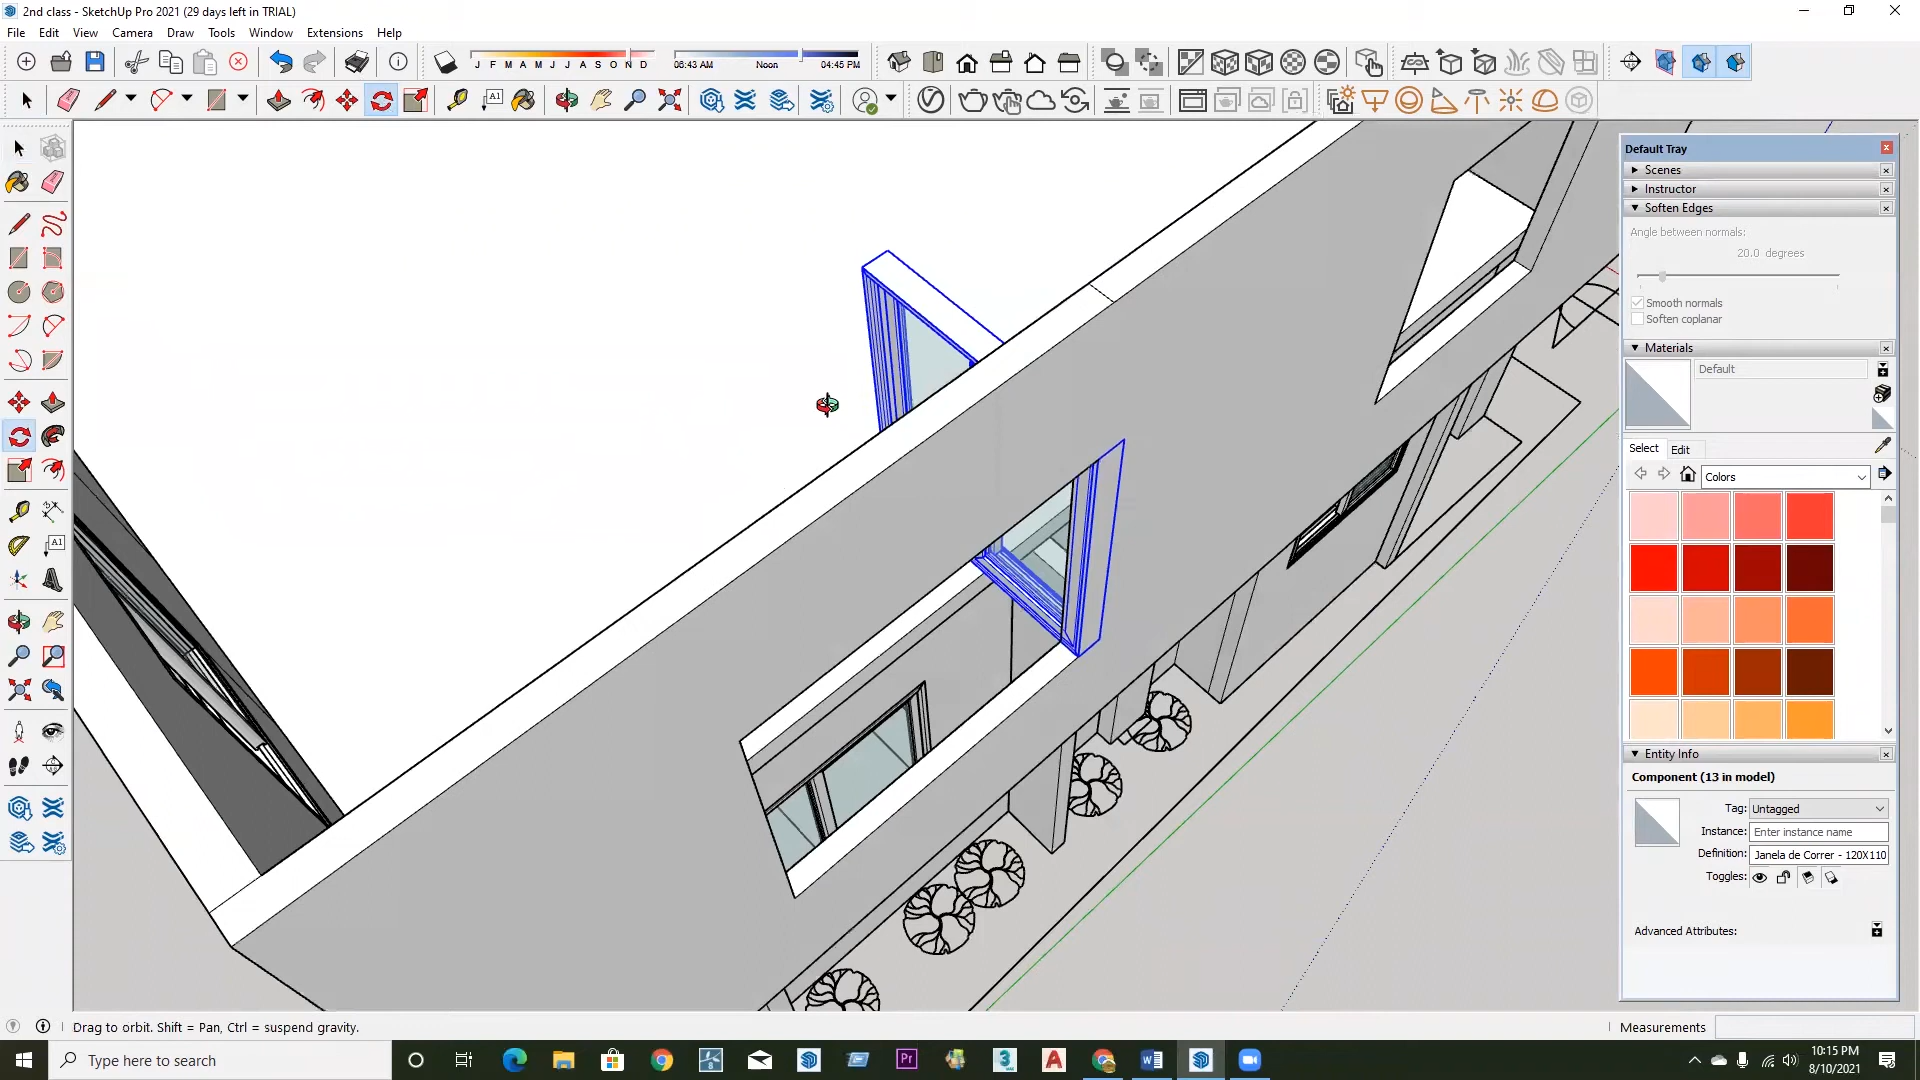 2nd class - SketchUp Pro 2021 (29 days left in TRIAL)
File Edit View Camera Draw Tools Window Extensions Help
J F M A M J J A S O N D 06:43 AM Noon 04:45 PM
A1
Default Tray
Scenes
Instructor
Soften Edges
Angle between normals:
20.0 degrees
Smooth normals
Soften coplanar
Materials
Default
Select Edit
Colors
A1
Entity Info
Component (13 in model)
Tag: Untagged
Instance: Enter instance name
Definition: Janela de Correr - 120X110
Toggles:
Advanced Attributes:
Drag to orbit. Shift = Pan, Ctrl = suspend gravity.
Measurements
Type here to search
Pr
3
A
10:15 PM
8/10/2021